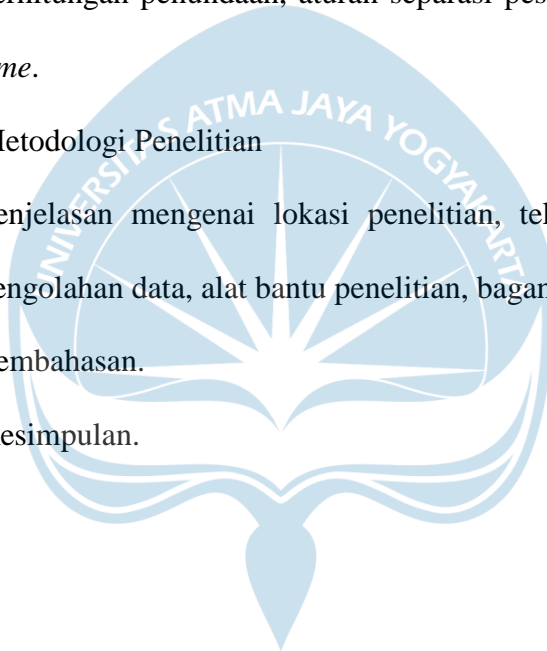 erhitungan penundaan, aturan separasi pes
me.
UNIVERSITAS ATMA JAYA YOGYAKARTA
Metodologi Penelitian
enjelasan mengenai lokasi penelitian, tel
engolahan data, alat bantu penelitian, bagan
embahasan.
esimpulan.